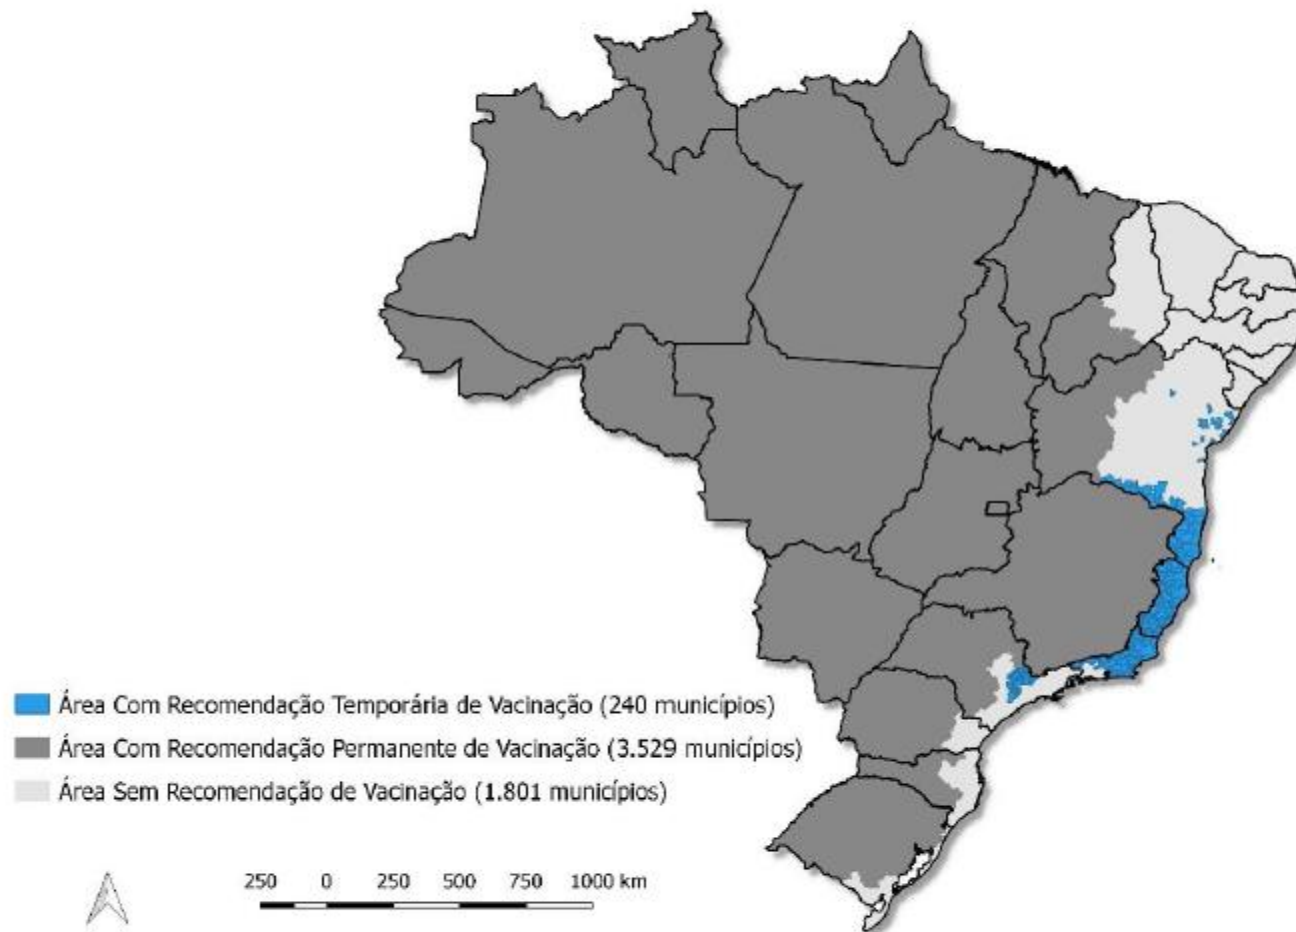 Área Com Recomendação Temporária de Vacinação (240 municípios)
Área Com Recomendação Permanente de Vacinação (3.529 municípios)
Área Sem Recomendação de Vacinação (1.801 municípios)
250 0 250 500 750 1000 km